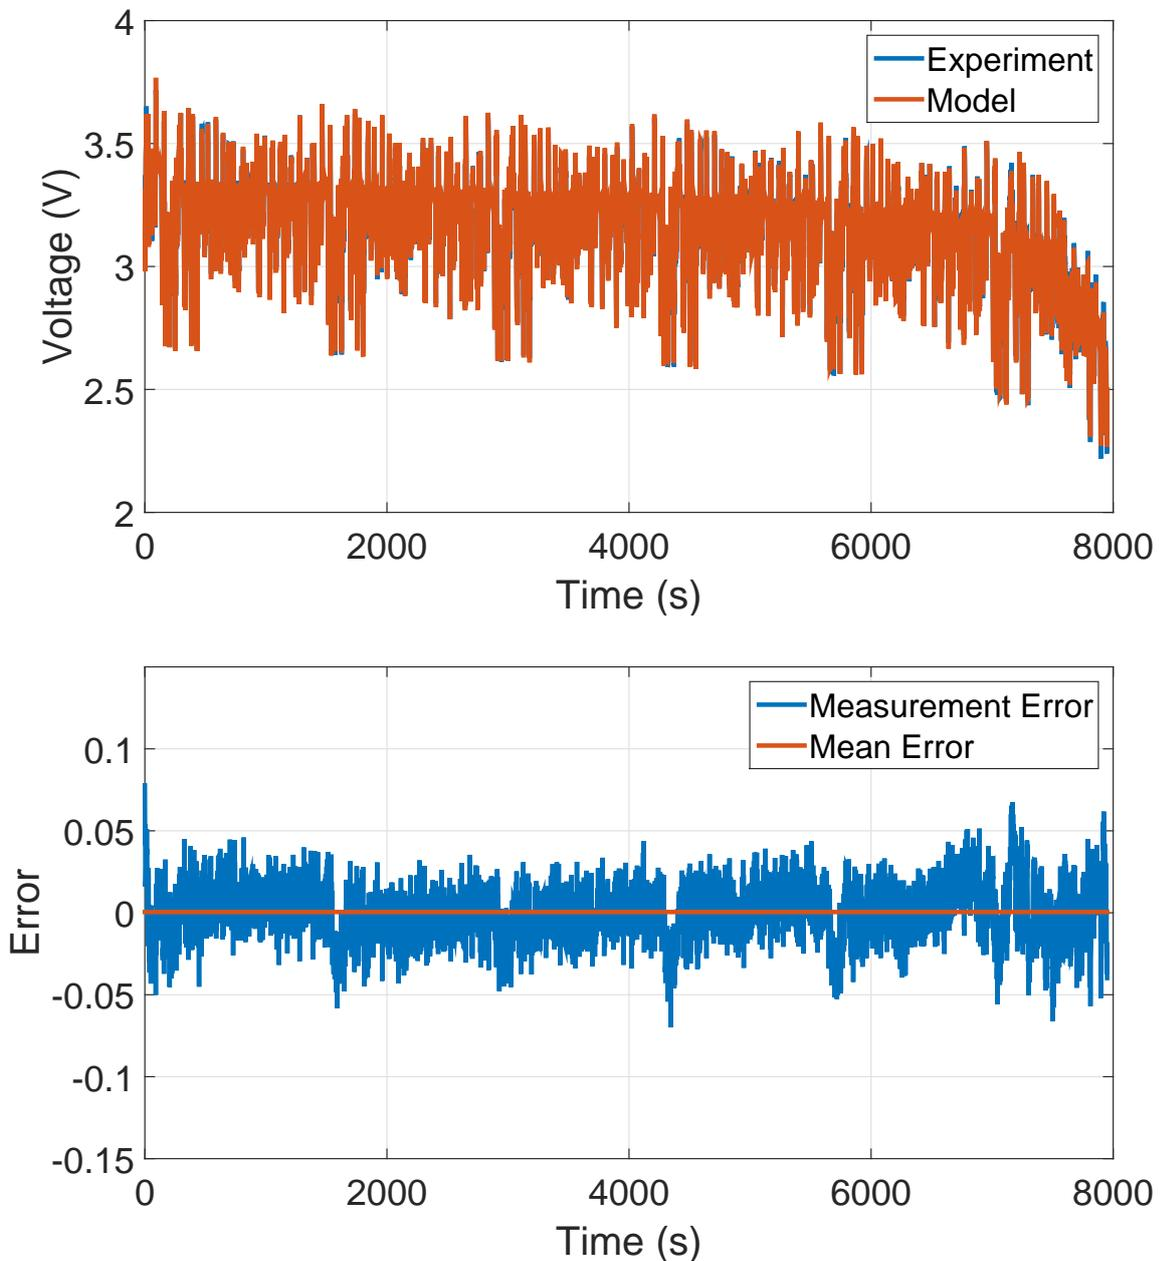 4
3.5
3
2.5
2
Voltage (V)
Experiment
Model
0 2000 4000 6000 8000
Time (s)
0.1
0.05
0
-0.05
-0.1
-0.15
Error
Measurement Error
Mean Error
0 2000 4000 6000 8000
Time (s)